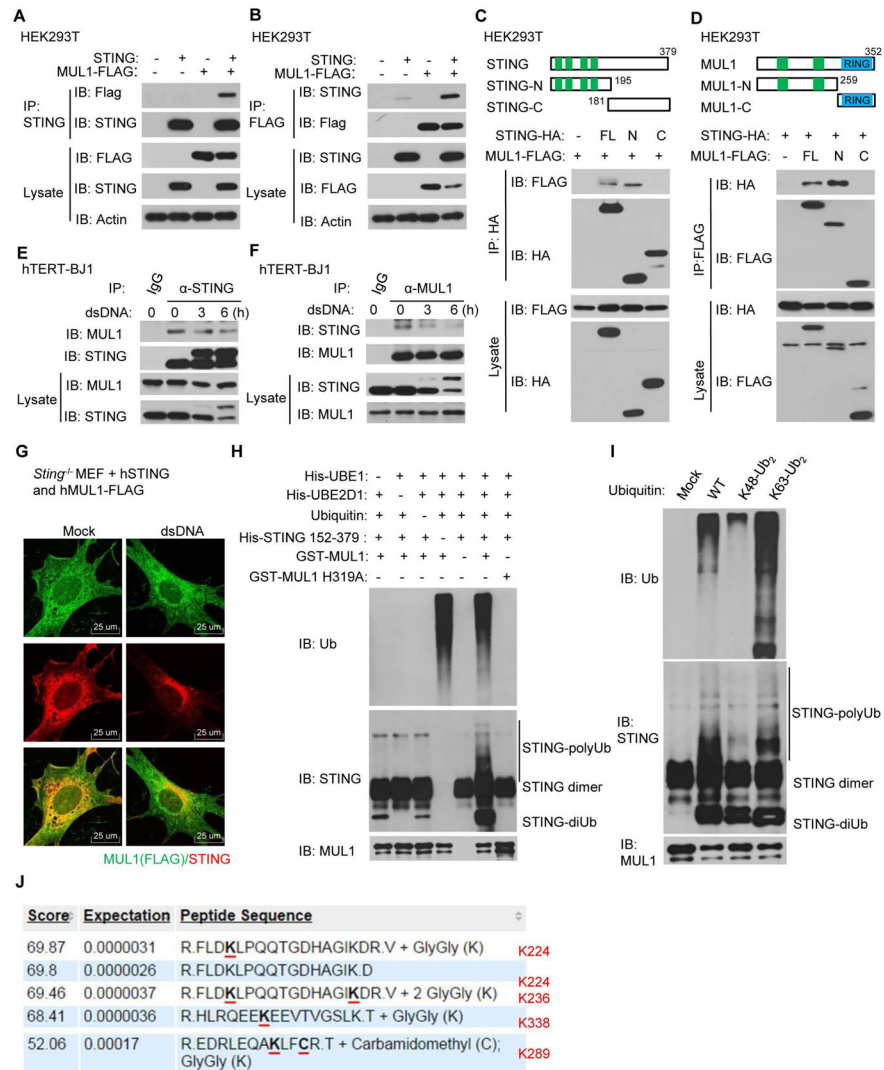 A
HEK293T
STING: - + - +
MUL1-FLAG: - - + +
IP: STING
IB: Flag
IB: STING
Lysate
IB: FLAG
IB: STING
IB: Actin
B
HEK293T
STING: - + - +
MUL1-FLAG: - - + +
IP: FLAG
IB: STING
IB: Flag
Lysate
IB: STING
IB: FLAG
IB: Actin
C
HEK293T
STING 379
STING-N 195
STING-C 181
STING-HA: - FL N C
MUL1-FLAG: + + + +
IP: HA
IB: FLAG
IB: HA
Lysate
IB: FLAG
IB: HA
D
HEK293T
MUL1 RING 352
MUL1-N 259
MUL1-C RING
STING-HA: + + + +
MUL1-FLAG: - FL N C
IP:FLAG
IB: HA
IB: FLAG
Lysate
IB: HA
IB: FLAG
E
hTERT-BJ1
IP: IgG α-STING
dsDNA: 0 0 3 6 (h)
IB: MUL1
IB: STING
Lysate
IB: MUL1
IB: STING
F
hTERT-BJ1
IP: IgG α-MUL1
dsDNA: 0 0 3 6 (h)
IB: STING
IB: MUL1
Lysate
IB: STING
IB: MUL1
G
Sting-/- MEF + hSTING
and hMUL1-FLAG
Mock dsDNA
25 um 25 um
25 um 25 um
25 um 25 um
MUL1(FLAG)/STING
H
His-UBE1: - + + + + + +
His-UBE2D1: + - + + + + +
Ubiquitin: + + - + + + +
His-STING 152-379 : + + + - + + +
GST-MUL1: + + + + - + -
GST-MUL1 H319A: +
IB: Ub
IB: STING
STING-polyUb
STING dimer
STING-diUb
IB: MUL1
I
Ubiquitin: Mock WT K48-Ub2 K63-Ub2
IB: Ub
IB: STING
STING-polyUb
STING dimer
STING-diUb
IB: MUL1
J
Score Expectation Peptide Sequence
69.87 0.0000031 R.FLDKLPQQTGDHAGIKDR.V + GlyGly (K) K224
69.8 0.0000026 R.FLDKLPQQTGDHAGIK.D K224
69.46 0.0000037 R.FLDKLPQQTGDHAGIKDR.V + 2 GlyGly (K) K236
68.41 0.0000036 R.HLRQEEKEEVTVGSLK.T + GlyGly (K) K338
52.06 0.00017 R.EDRLEQAKLFCR.T + Carbamidomethyl (C); K289
GlyGly (K)